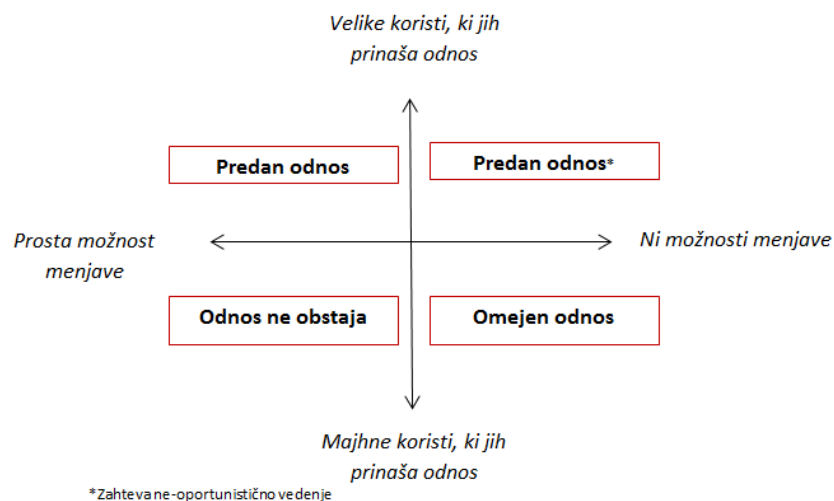 Velike koristi, ki jih
prinaša odnos
Predan odnos
Predan odnos*
Prosta možnost
menjave
Ni možnosti menjave
Odnos ne obstaja
Omejen odnos
Majhne koristi, ki jih
prinaša odnos
*Zahteva ne-oportunistično vedenje